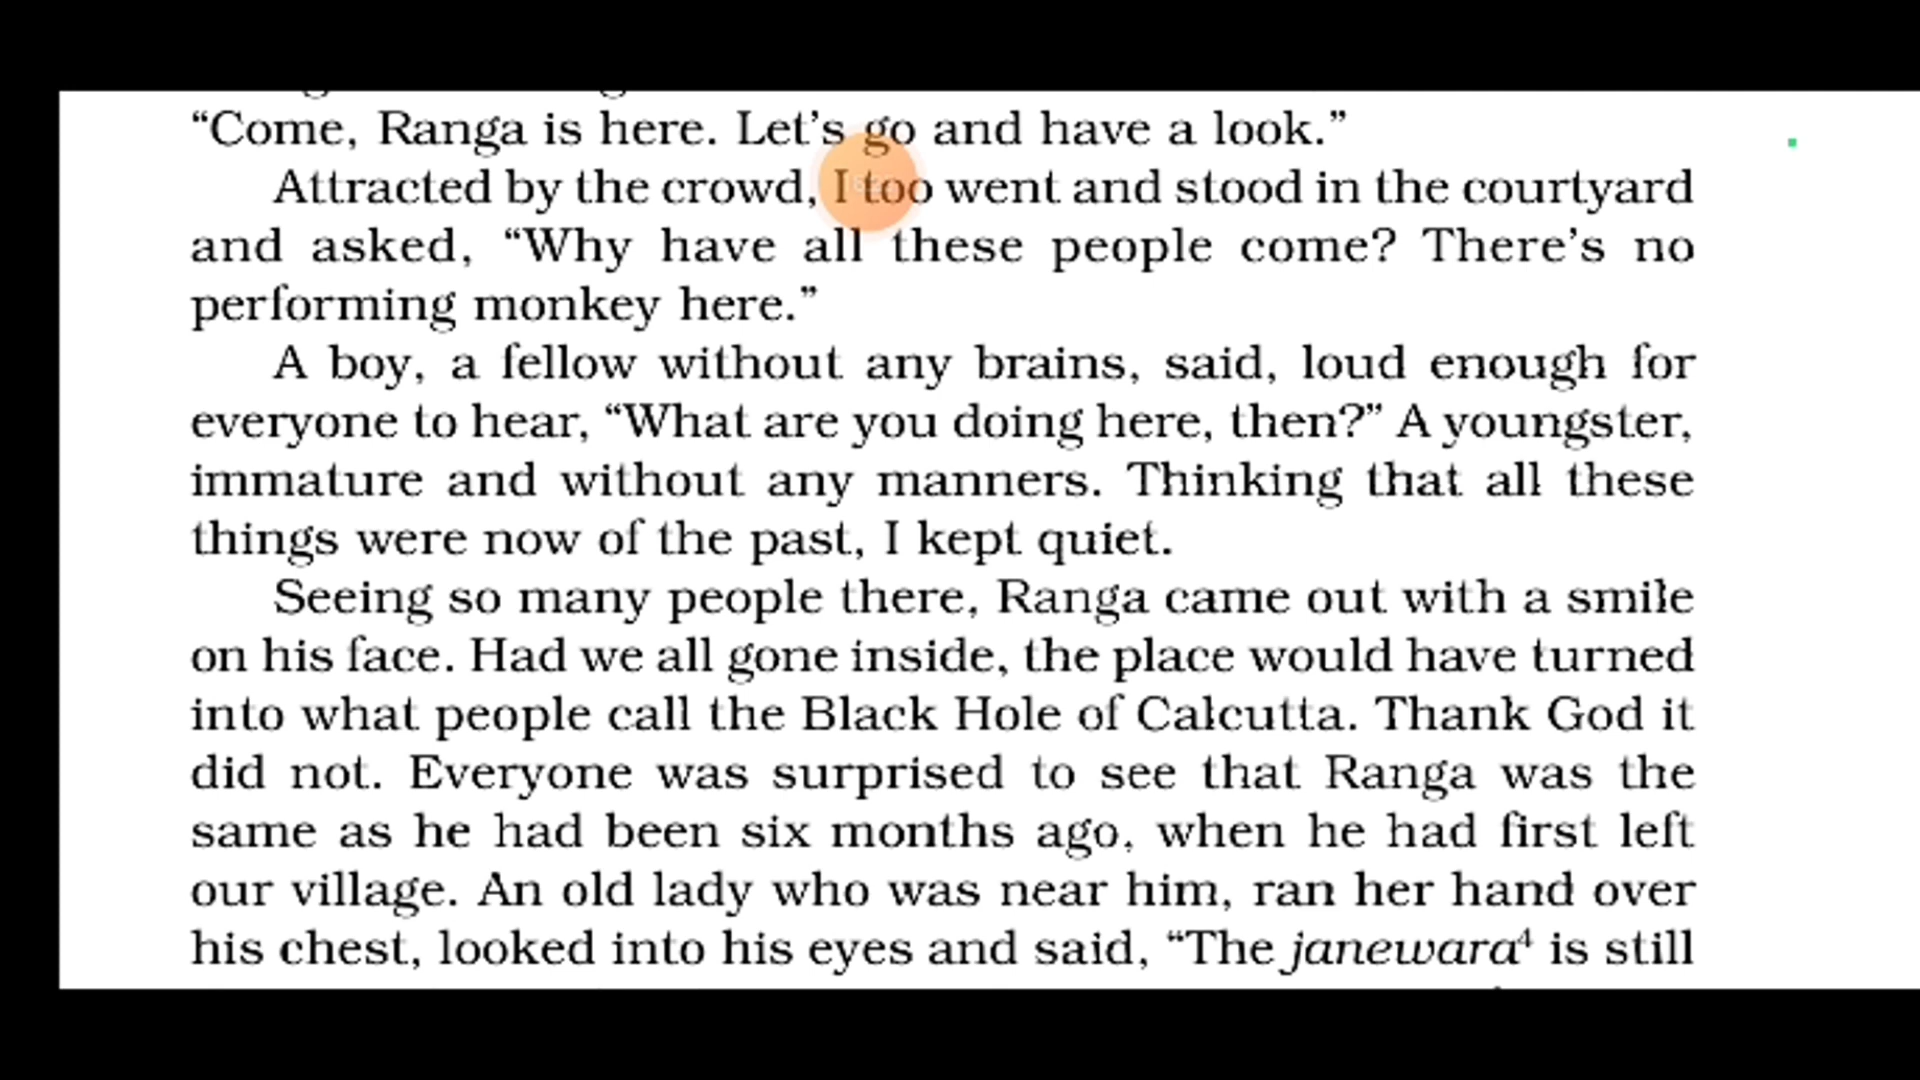 “Come, Ranga is here. Let’s go and have a look.”
Attracted by the crowd, I too went and stood in the courtyard
and asked, “Why have all these people come? There’s no
performing monkey here.”
A boy, a fellow without any brains, said, loud enough for
everyone to hear, “What are you doing here, then?” A youngster,
immature and without any manners. Thinking that all these
things were now of the past, I kept quiet.
Seeing so many people there, Ranga came out with a smile
on his face. Had we all gone inside, the place would have turned
into what people call the Black Hole of Calcutta. Thank God it
did not. Everyone was surprised to see that Ranga was the
same as he had been six months ago, when he had first left
our village. An old lady who was near him, ran her hand over
his chest, looked into his eyes and said, “The janewara⁴ is still